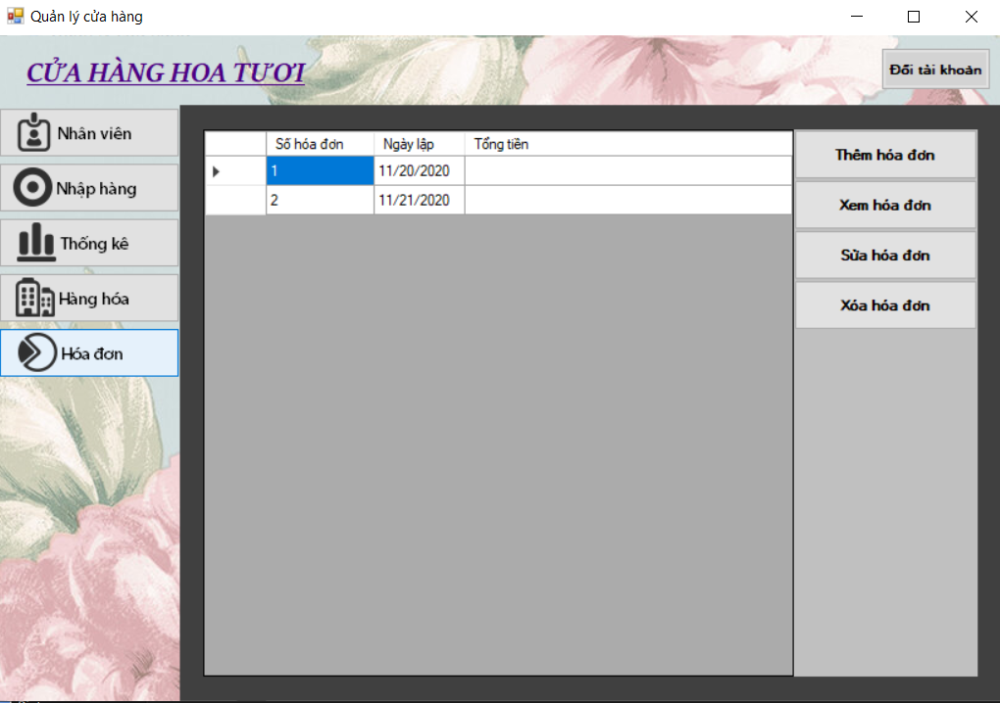 Quản lý cửa hàng
CỬA HÀNG HOA TƯƠI
Đổi tài khoản
Nhân viên
Nhập hàng
Thống kê
Hàng hóa
Hóa đơn
Số hóa đơn Ngày lập Tổng tiền
1 11/20/2020
2 11/21/2020
Thêm hóa đơn
Xem hóa đơn
Sửa hóa đơn
Xóa hóa đơn